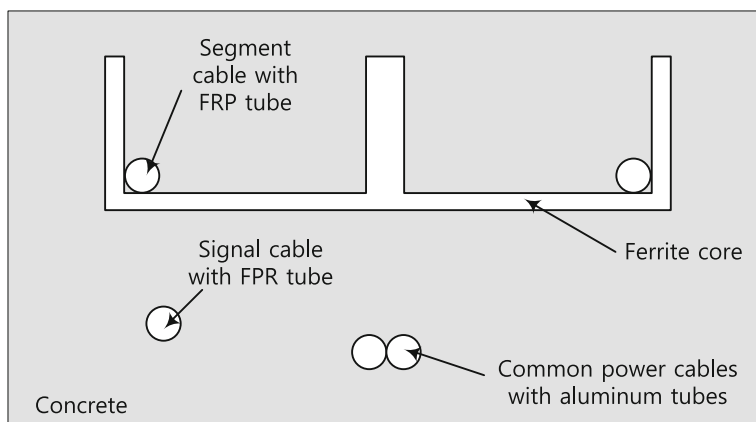 Segment
cable with
FRP tube
Signal cable
with FPR tube
Ferrite core
Common power cables
with aluminum tubes
Concrete